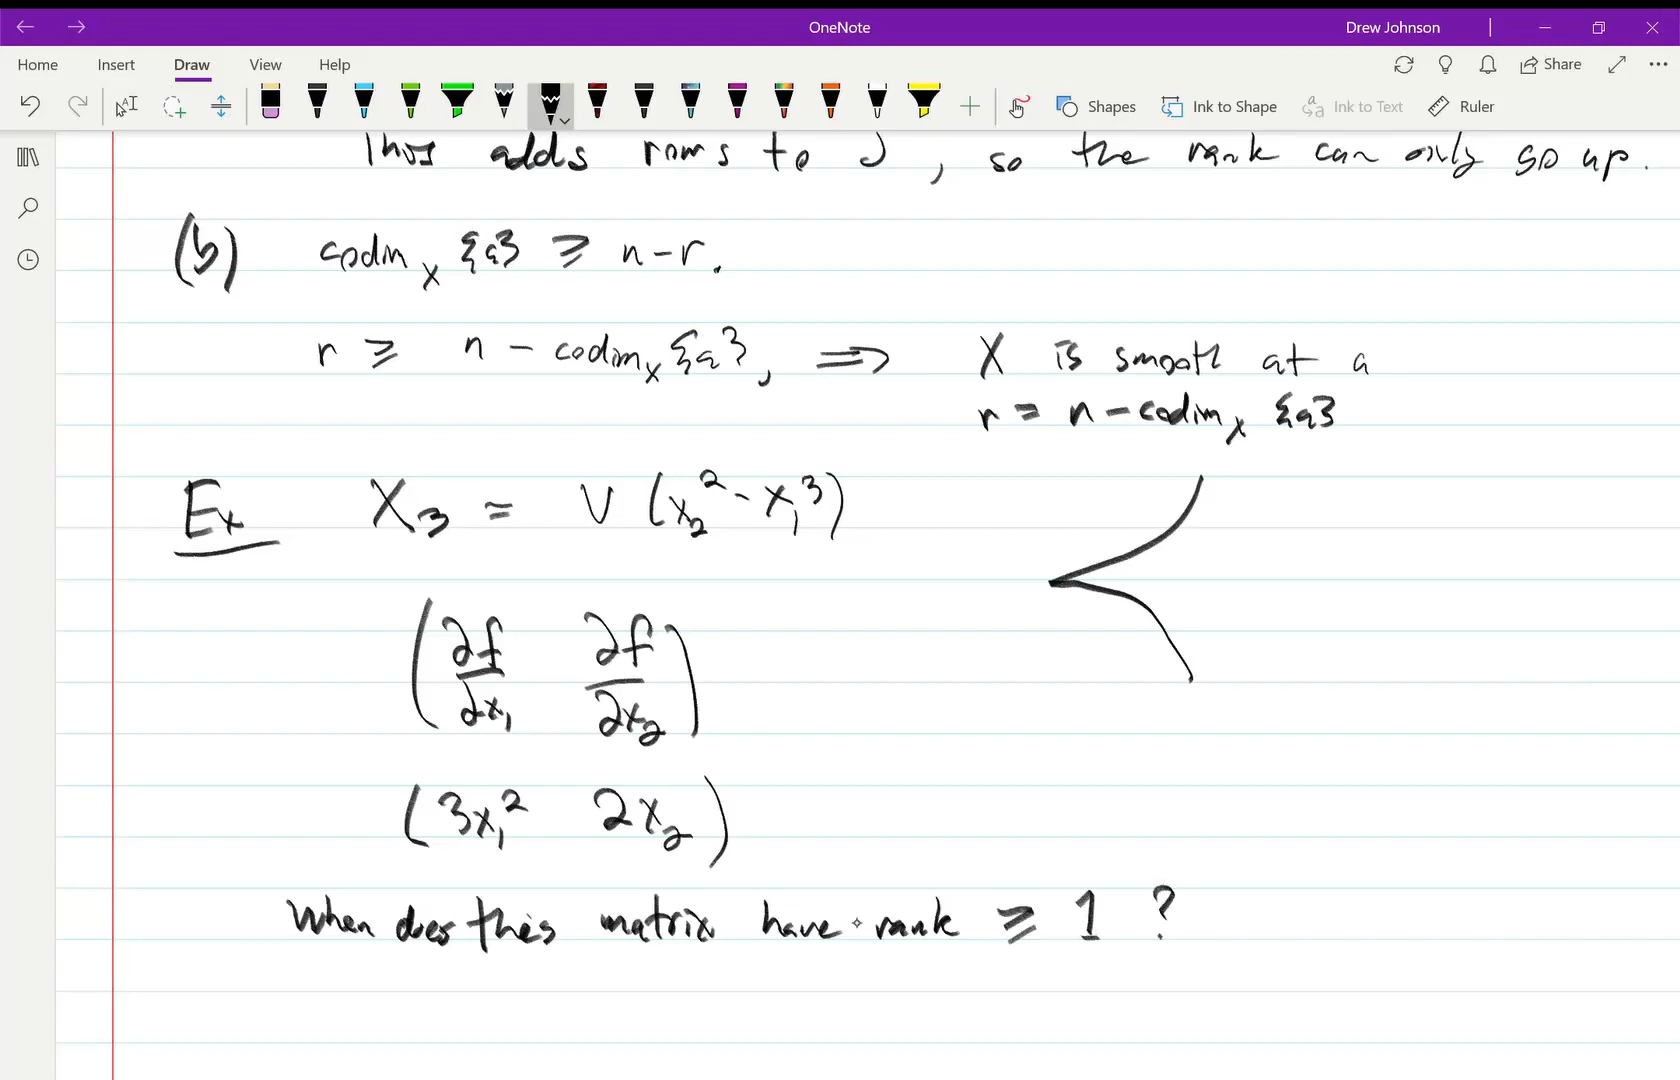 OneNote
Drew Johnson
Home Insert Draw View Help
Share
Shapes Ink to Shape Ink to Text Ruler
This adds rows to J, so the rank can only go up.
(b) codim_X {a} ≥ n-r.
r ≥ n - codim_X {a}, ⟹ X is smooth at a
r = n - codim_X {a}
Ex X_3 = V (x_2^2 - x_1^3)
(∂f/∂x_1 ∂f/∂x_2)
(3x_1^2 2x_2)
When does this matrix have rank ≥ 1 ?